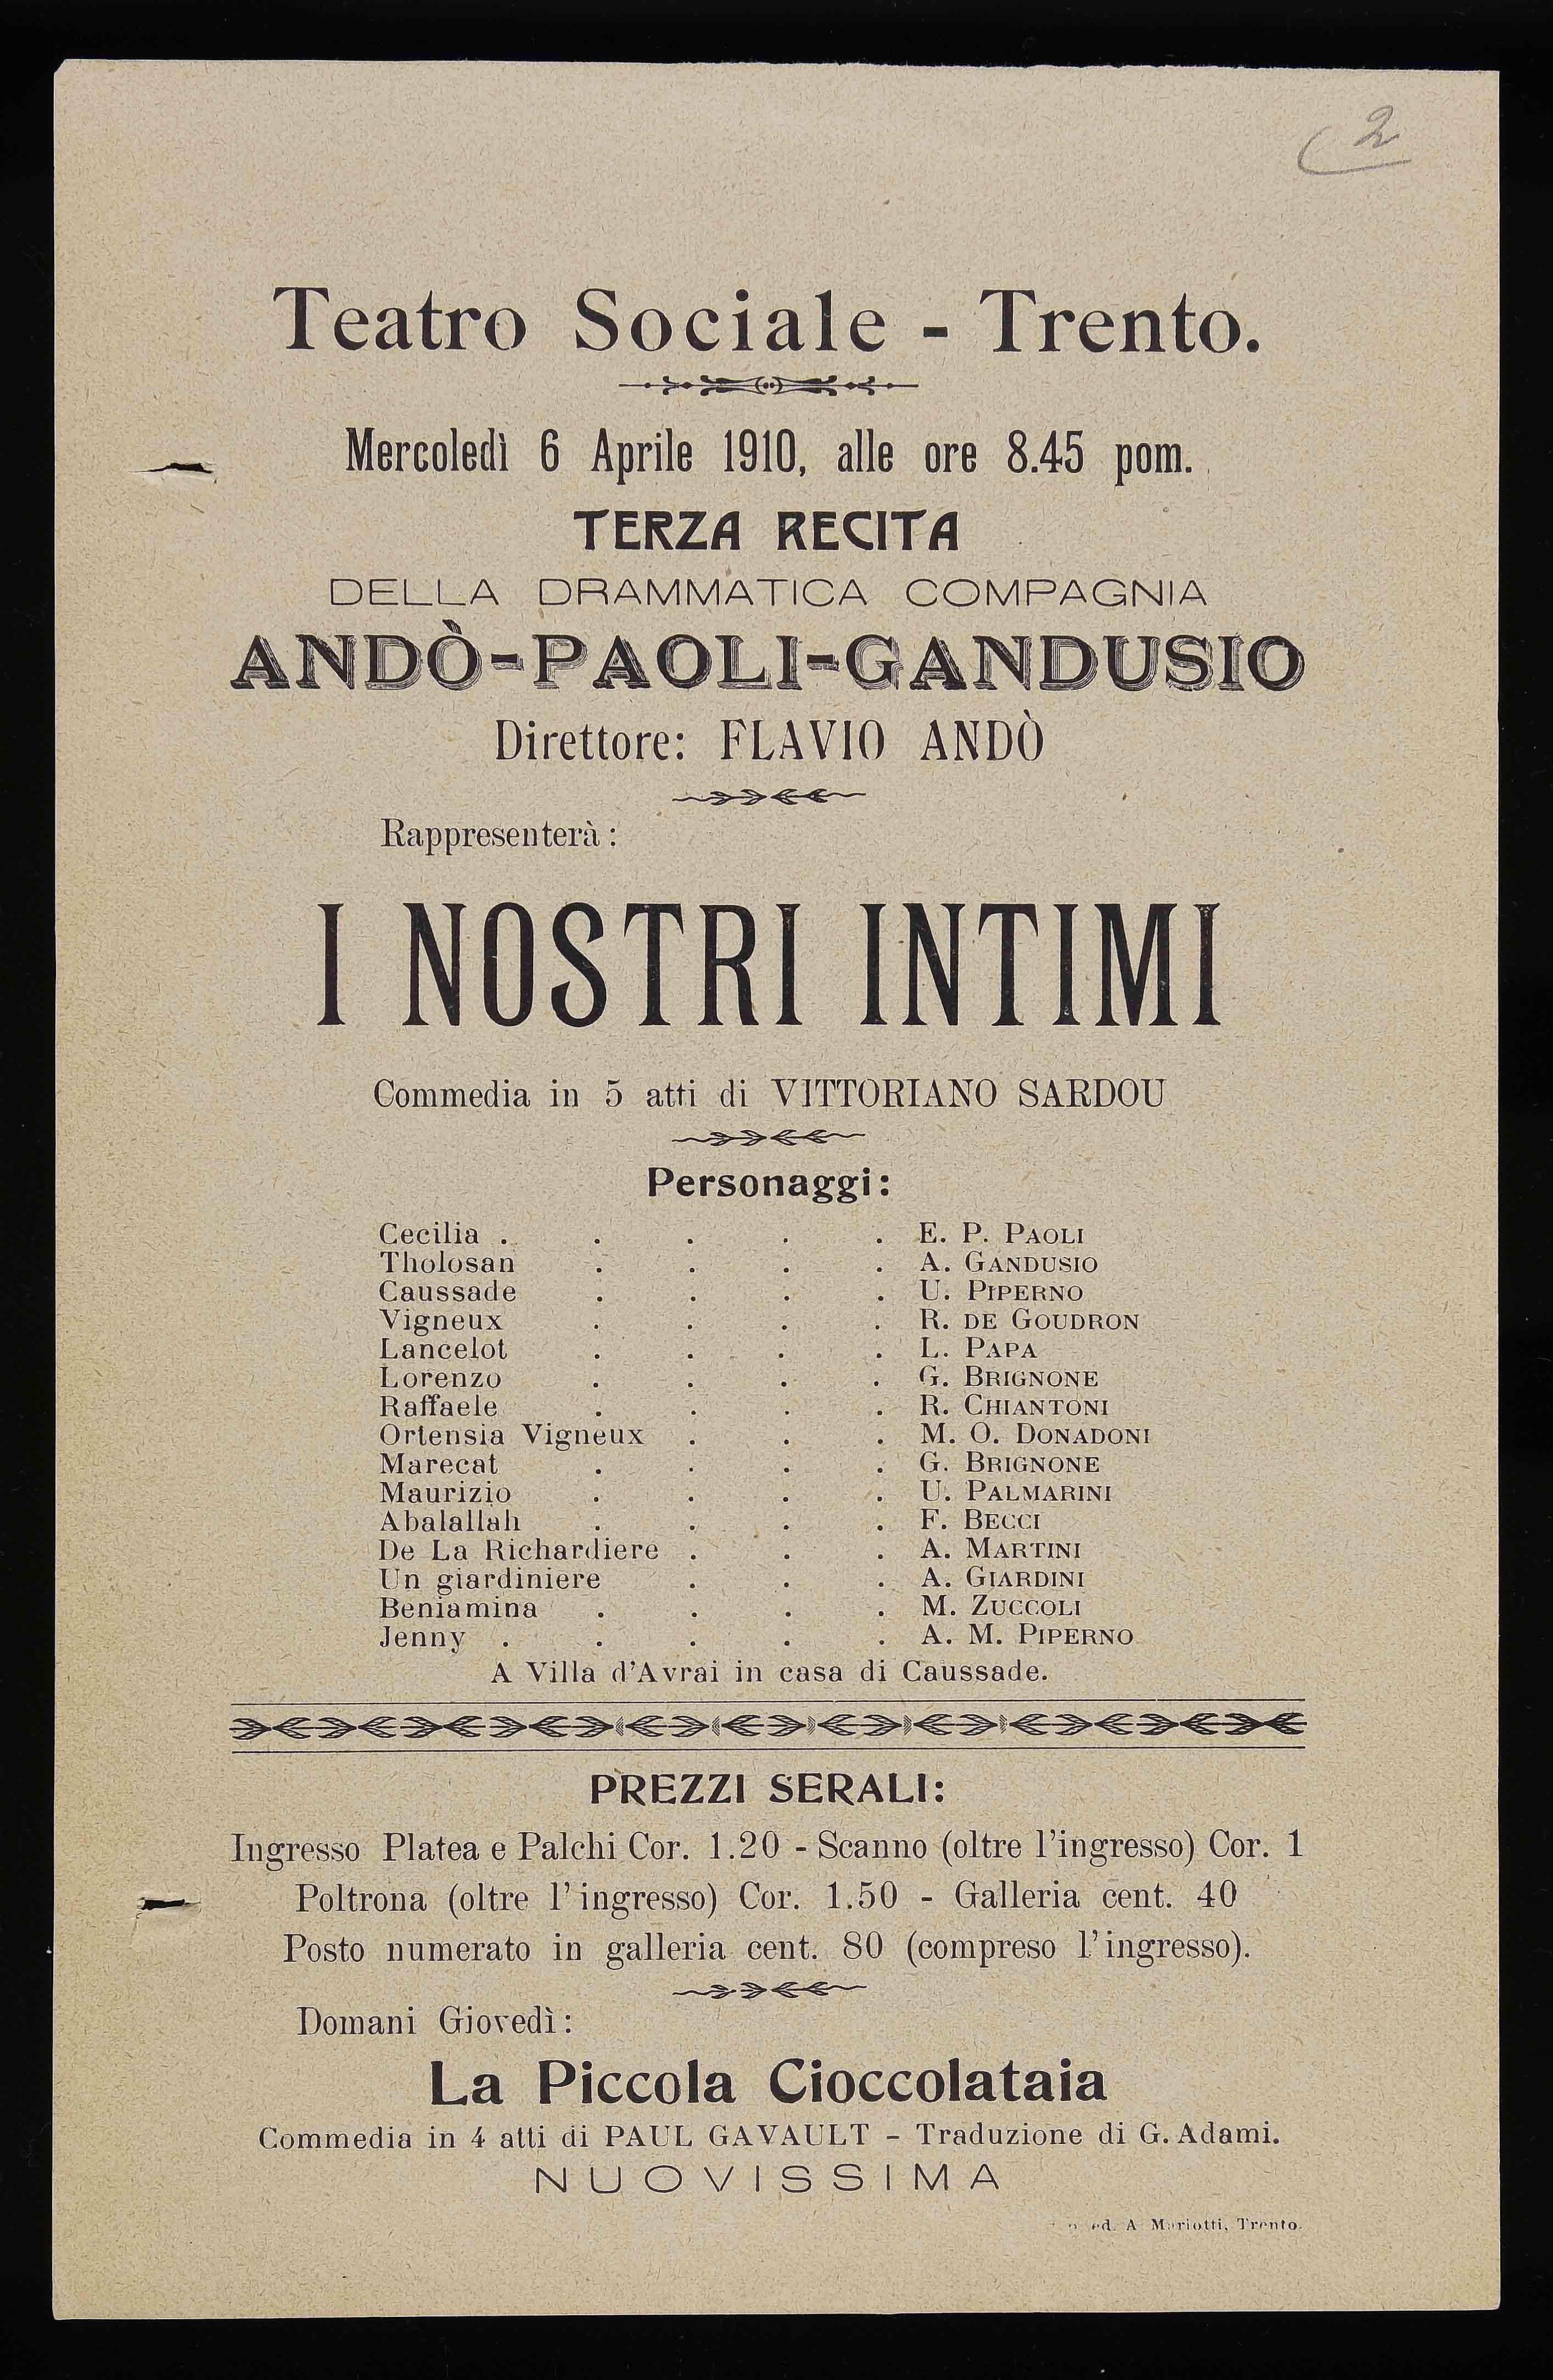 2
Teatro Sociale - Trento.
Mercoledì 6 Aprile 1910, alle ore 8.45 pom.
TERZA RECITA
DELLA DRAMMATICA COMPAGNIA
ANDÒ-PAOLI-GANDUSIO
Direttore: FLAVIO ANDÒ
Rappresenterà:
I NOSTRI INTIMI
Commedia in 5 atti di VITTORIANO SARDOU
Personaggi:
Cecilia . . . . . E. P. PAOLI
Tholosan . . . . A. GANDUSIO
Caussade . . . . U. PIPERNO
Vigneux . . . . R. DE GOUDRON
Lancelot . . . . L. PAPA
Lorenzo . . . . G. BRIGNONE
Raffaele . . . . R. CHIANTONI
Ortensia Vigneux . . . M. O. DONADONI
Marecat . . . . G. BRIGNONE
Maurizio . . . . U. PALMARINI
Abalallah . . . . F. BECCI
De La Richardiere . . . A. MARTINI
Un giardiniere . . . A. GIARDINI
Beniamina . . . . M. ZUCCOLI
Jenny . . . . . A. M. PIPERNO
A Villa d'Avrai in casa di Caussade.
PREZZI SERALI:
Ingresso Platea e Palchi Cor. 1.20 - Scanno (oltre l'ingresso) Cor. 1
Poltrona (oltre l'ingresso) Cor. 1.50 - Galleria cent. 40
Posto numerato in galleria cent. 80 (compreso l'ingresso).
Domani Giovedì:
La Piccola Cioccolataia
Commedia in 4 atti di PAUL GAVAULT - Traduzione di G. Adami.
NUOVISSIMA
ed. A. Mariotti, Trento.